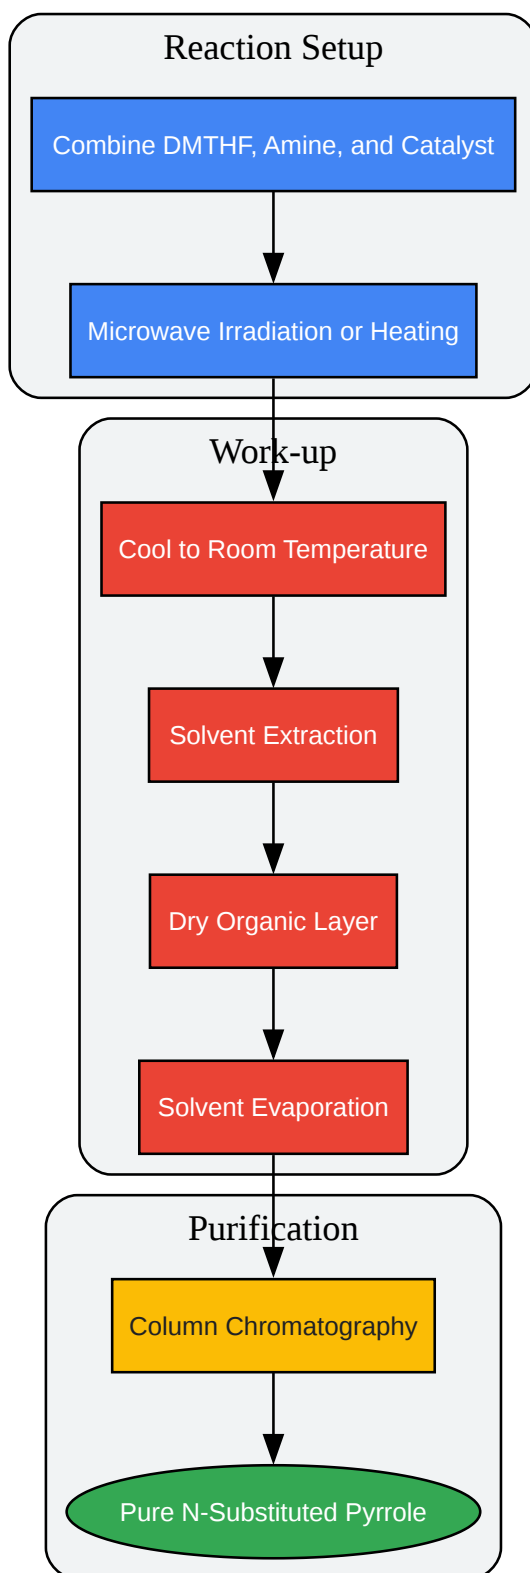 Reaction Setup
Combine DMTHF, Amine, and Catalyst
Microwave Irradiation or Heating
Work-up
Cool to Room Temperature
Solvent Extraction
Dry Organic Layer
Solvent Evaporation
Purification
Column Chromatography
Pure N-Substituted Pyrrole